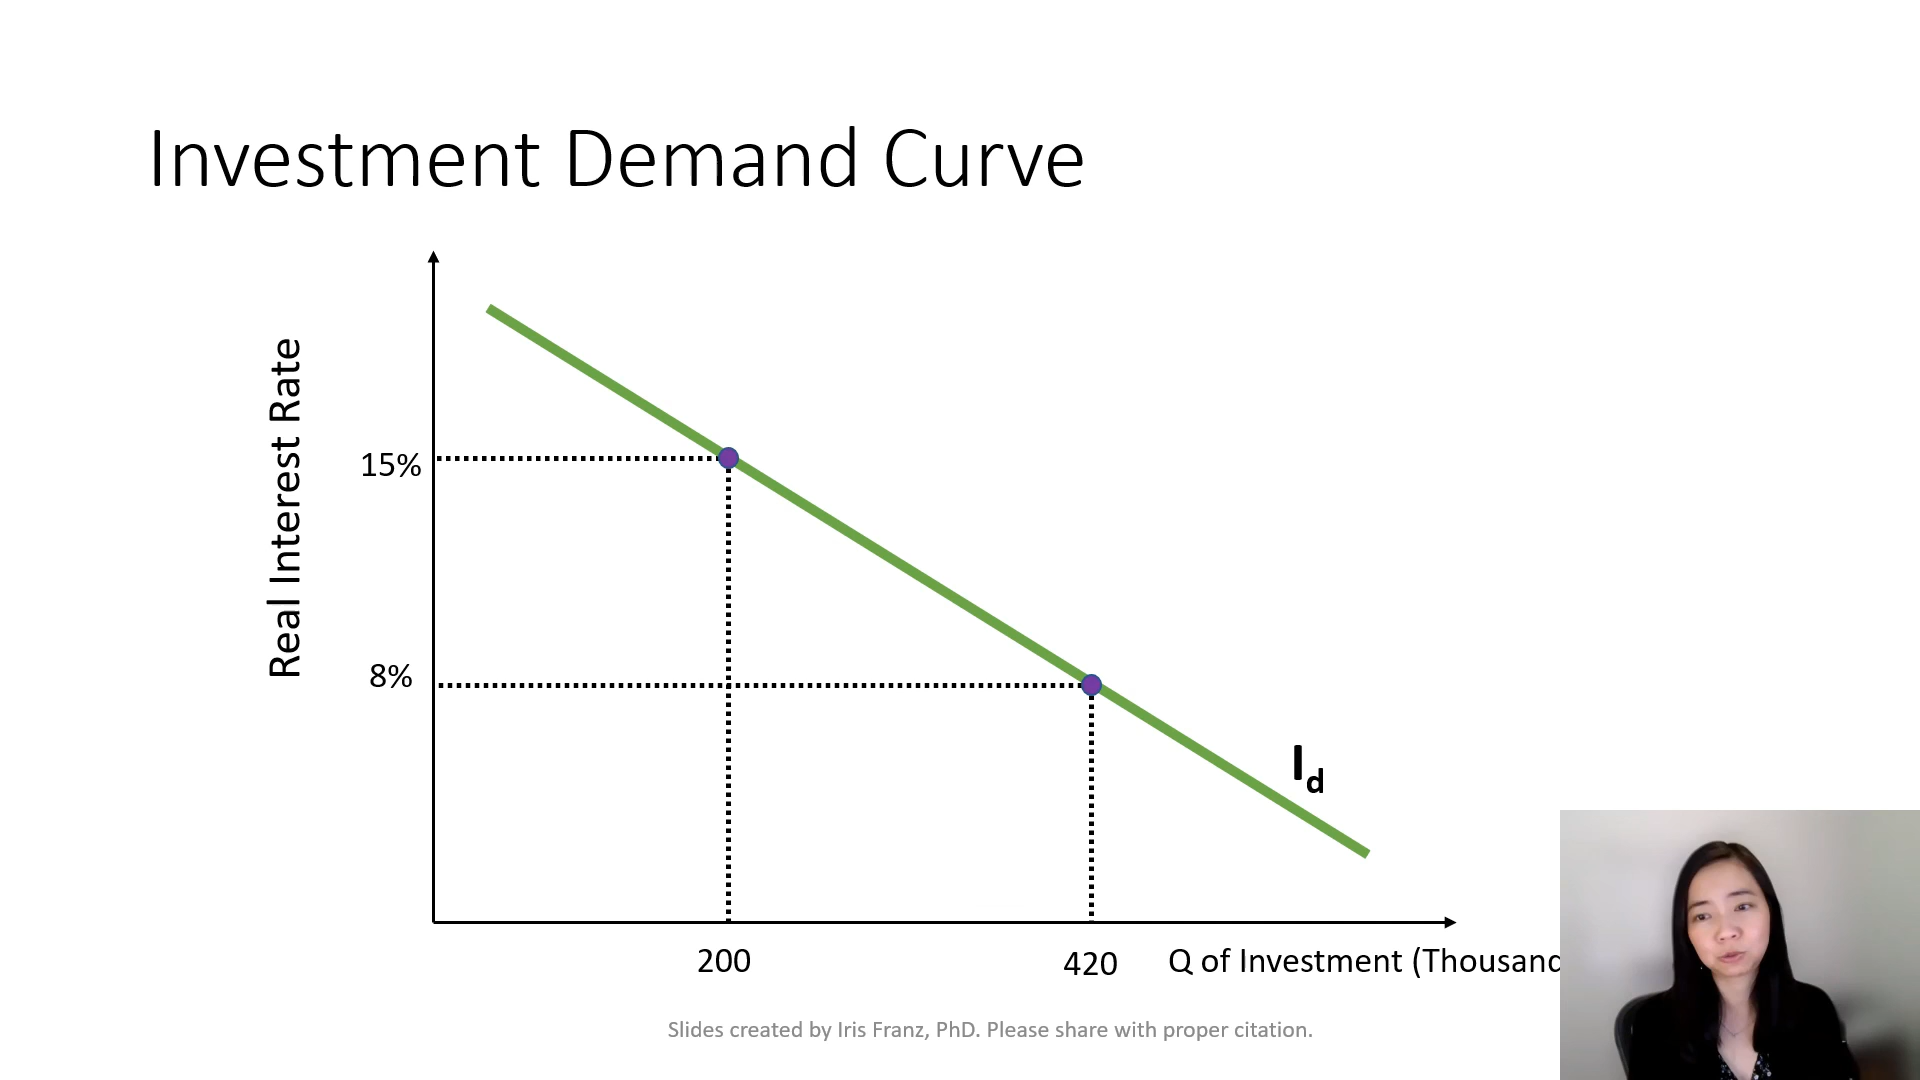 Investment Demand Curve
Real Interest Rate
15%
8%
Id
200
420
Q of Investment (Thousand
Slides created by Iris Franz, PhD. Please share with proper citation.